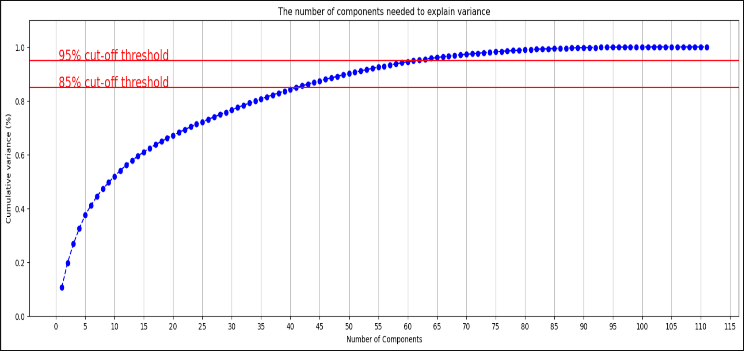 The number of components needed to explain variance
1.0
95% cut-off threshold
85% cut-off threshold
0.8
0.6
0.4
0.2
0.0
Cumulative variance (%)
0 5 10 15 20 25 30 35 40 45 50 55 60 65 70 75 80 85 90 95 100 105 110 115
Number of Components